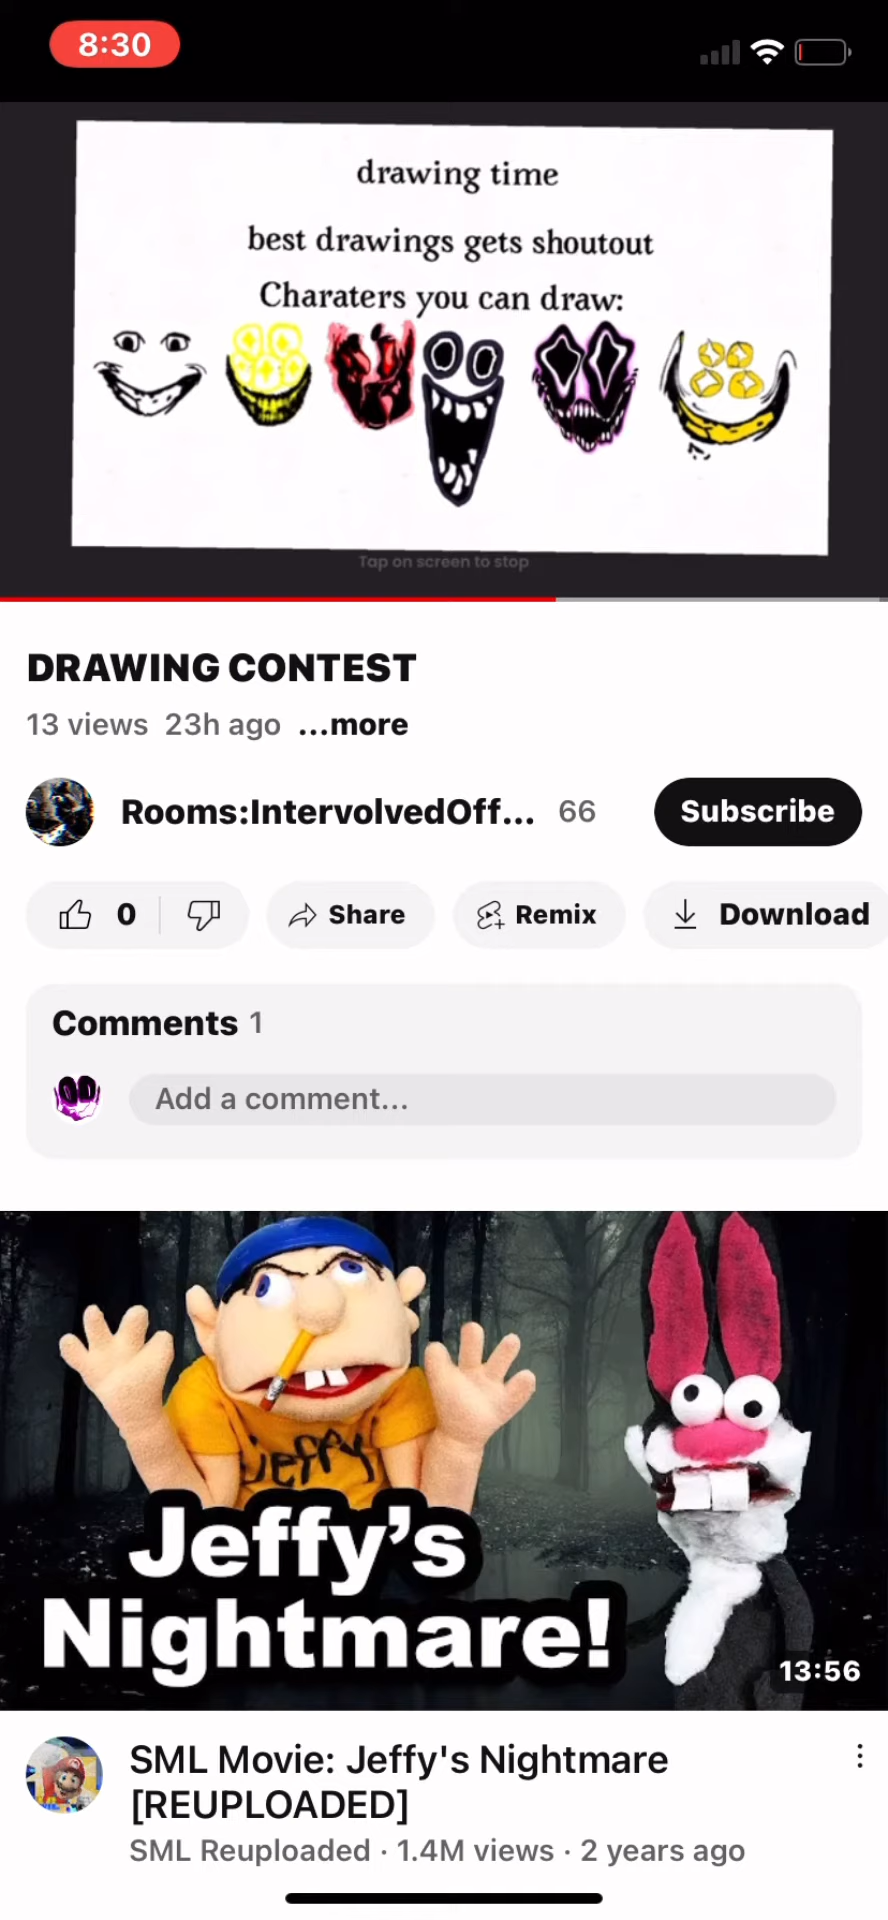 8:30
drawing time
best drawings gets shoutout
Charaters you can draw:
Tap on screen to stop
DRAWING CONTEST
13 views 23h ago ...more
Rooms:IntervolvedOff... 66 Subscribe
0 Share Remix Download
Comments 1
Add a comment...
Jeffy
Jeffy's
Nightmare!
13:56
SML Movie: Jeffy's Nightmare
[REUPLOADED]
SML Reuploaded · 1.4M views · 2 years ago